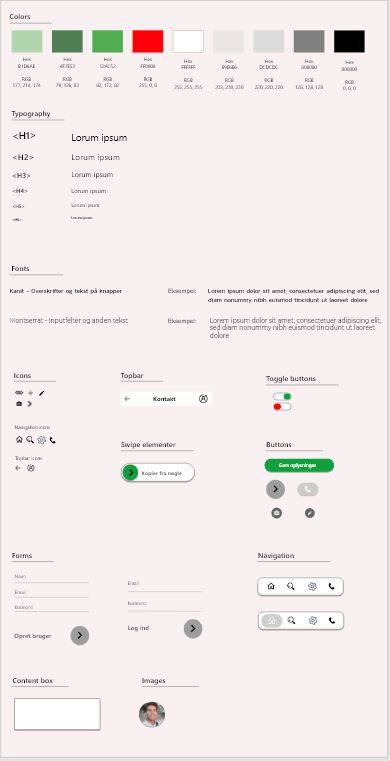 Colors
Hex Hex Hex Hex Hex Hex Hex Hex Hex
B1D6AE 4F7E53 52AC52 FF0000 FFFFFF DCDCDC 808080 000000
RGB RGB RGB RGB RGB RGB RGB RGB RGB
177, 214, 174 79, 126, 83 82, 172, 82 255, 0, 0 255, 255, 255 220, 220, 220 128, 128, 128 0, 0, 0
Typography
<H1> Lorum ipsum
<H2> Lorum ipsum
<H3> Lorum ipsum
<H4> Lorum ipsum
<H5> Lorum ipsum
<H6> Lorum ipsum
Fonts
Kanit – Overskrifter og tekst på knapper Eksempel: Lorem ipsum dolor sit amet, consectetuer adipiscing elit, sed
diam nonummy nibh euismod tincidunt ut laoreet dolore
Montserrat - Inputfelter og anden tekst Eksempel: Lorem ipsum dolor sit amet, consectetuer adipiscing elit,
sed diam nonummy nibh euismod tincidunt ut laoreet
dolore
Icons Topbar Toggle buttons
Kontakt
Navigation icons
Swipe elementer Buttons
Topbar icons
Kopier fra nøgle Gem oplysninger
Forms Navigation
Navn
Email Email
Kodeord Kodeord
Opret bruger Log ind
Content box Images